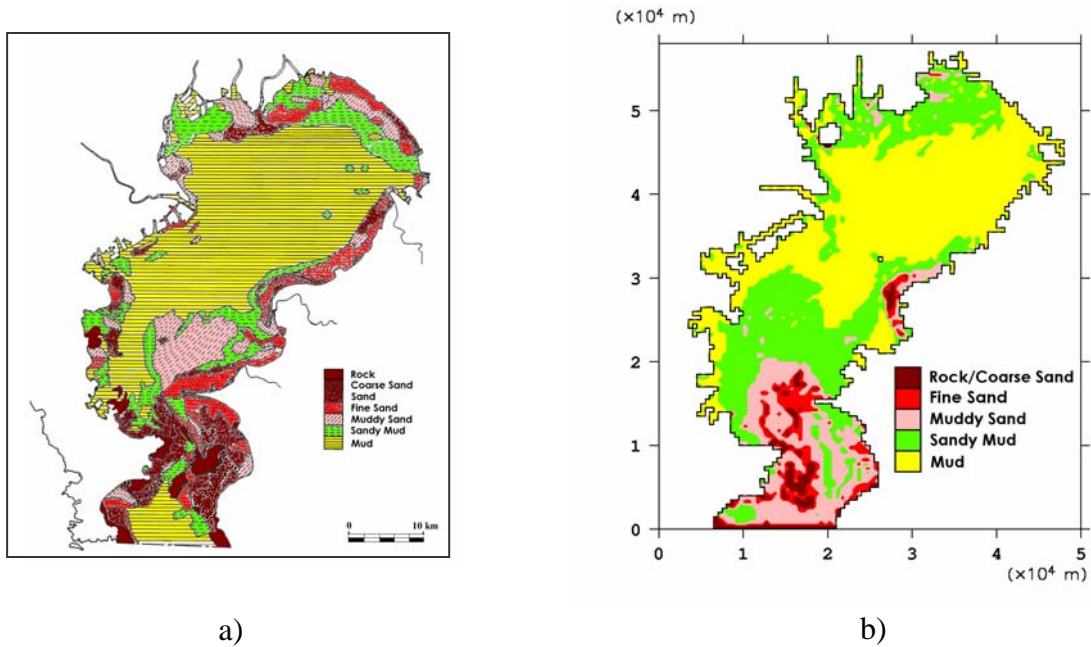 Rock
Coarse Sand
Sand
Fine Sand
Muddy Sand
Sandy Mud
Mud
0 10 km
a)
(×10⁴ m)
5
4
3
2
1
0
Rock/Coarse Sand
Fine Sand
Muddy Sand
Sandy Mud
Mud
0 1 2 3 4 5
(×10⁴ m)
b)